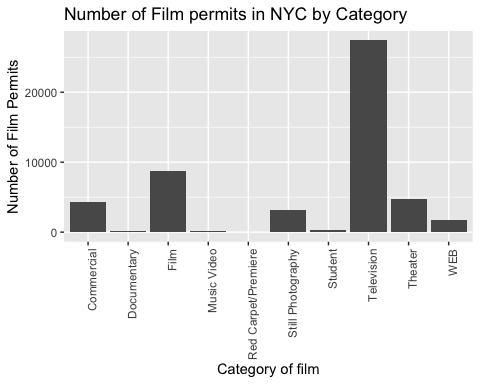 Number of Film permits in NYC by Category
Number of Film Permits
20000
10000
0
Commercial
Documentary
Film
Music Video
Red Carpet/Premiere
Still Photography
Student
Television
Theater
WEB
Category of film